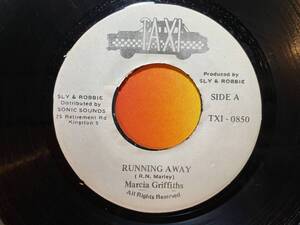 TAXI
SLY & ROBBIE
Distributed by
SONIC SOUNDS
25 Retirement Rd
Kingston 5
Produced by
SLY & ROBBIE
SIDE A
TXI - 0850
RUNNING AWAY
( R.N. Marley)
Marcia Griffiths
All Rights Reserved